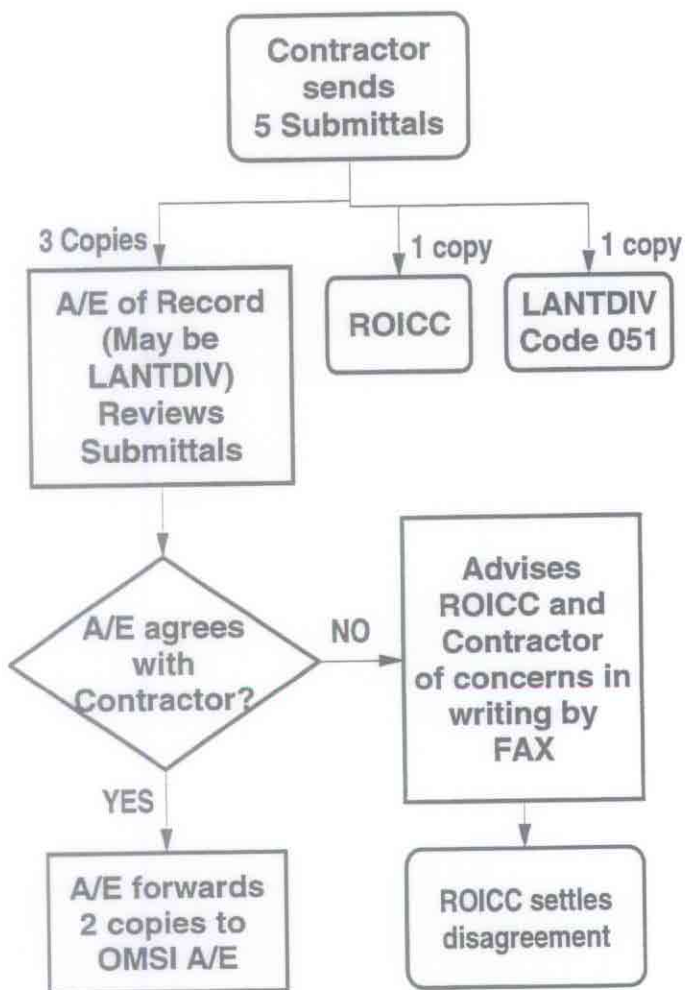 Contractor
sends
5 Submittals
3 Copies
1 copy
1 copy
A/E of Record
(May be
LANTDIV)
Reviews
Submittals
ROICC
LANTDIV
Code 051
A/E agrees
with
Contractor?
NO
Advises
ROICC and
Contractor
of concerns in
writing by
FAX
YES
A/E forwards
2 copies to
OMSI A/E
ROICC settles
disagreement